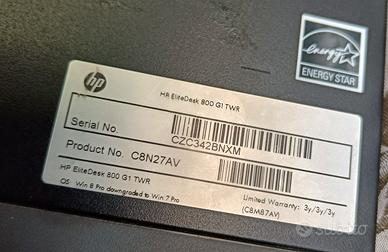 hp
HP EliteDesk 800 G1 TWR
energy
ENERGY STAR
Serial No.
CZC342BNXM
Product No. C8N27AV
HP EliteDesk 800 G1 TWR
OS Win 8 Pro downgraded to Win 7 Pro
Limited Warranty: 3y/3y/3y
(C8M87AV)
subito